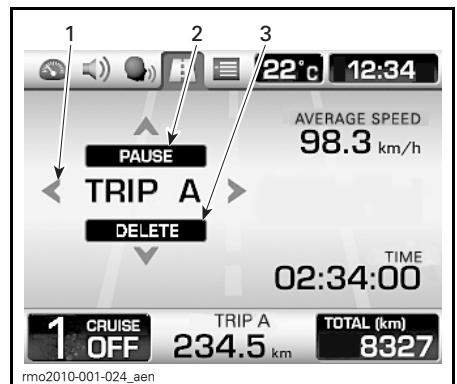 1 2 3
22°c 12:34
AVERAGE SPEED
98.3 km/h
PAUSE
TRIP A
DELETE
TIME
02:34:00
1 CRUISE OFF
TRIP A
234.5 km
TOTAL (km)
8327
rmo2010-001-024_aen